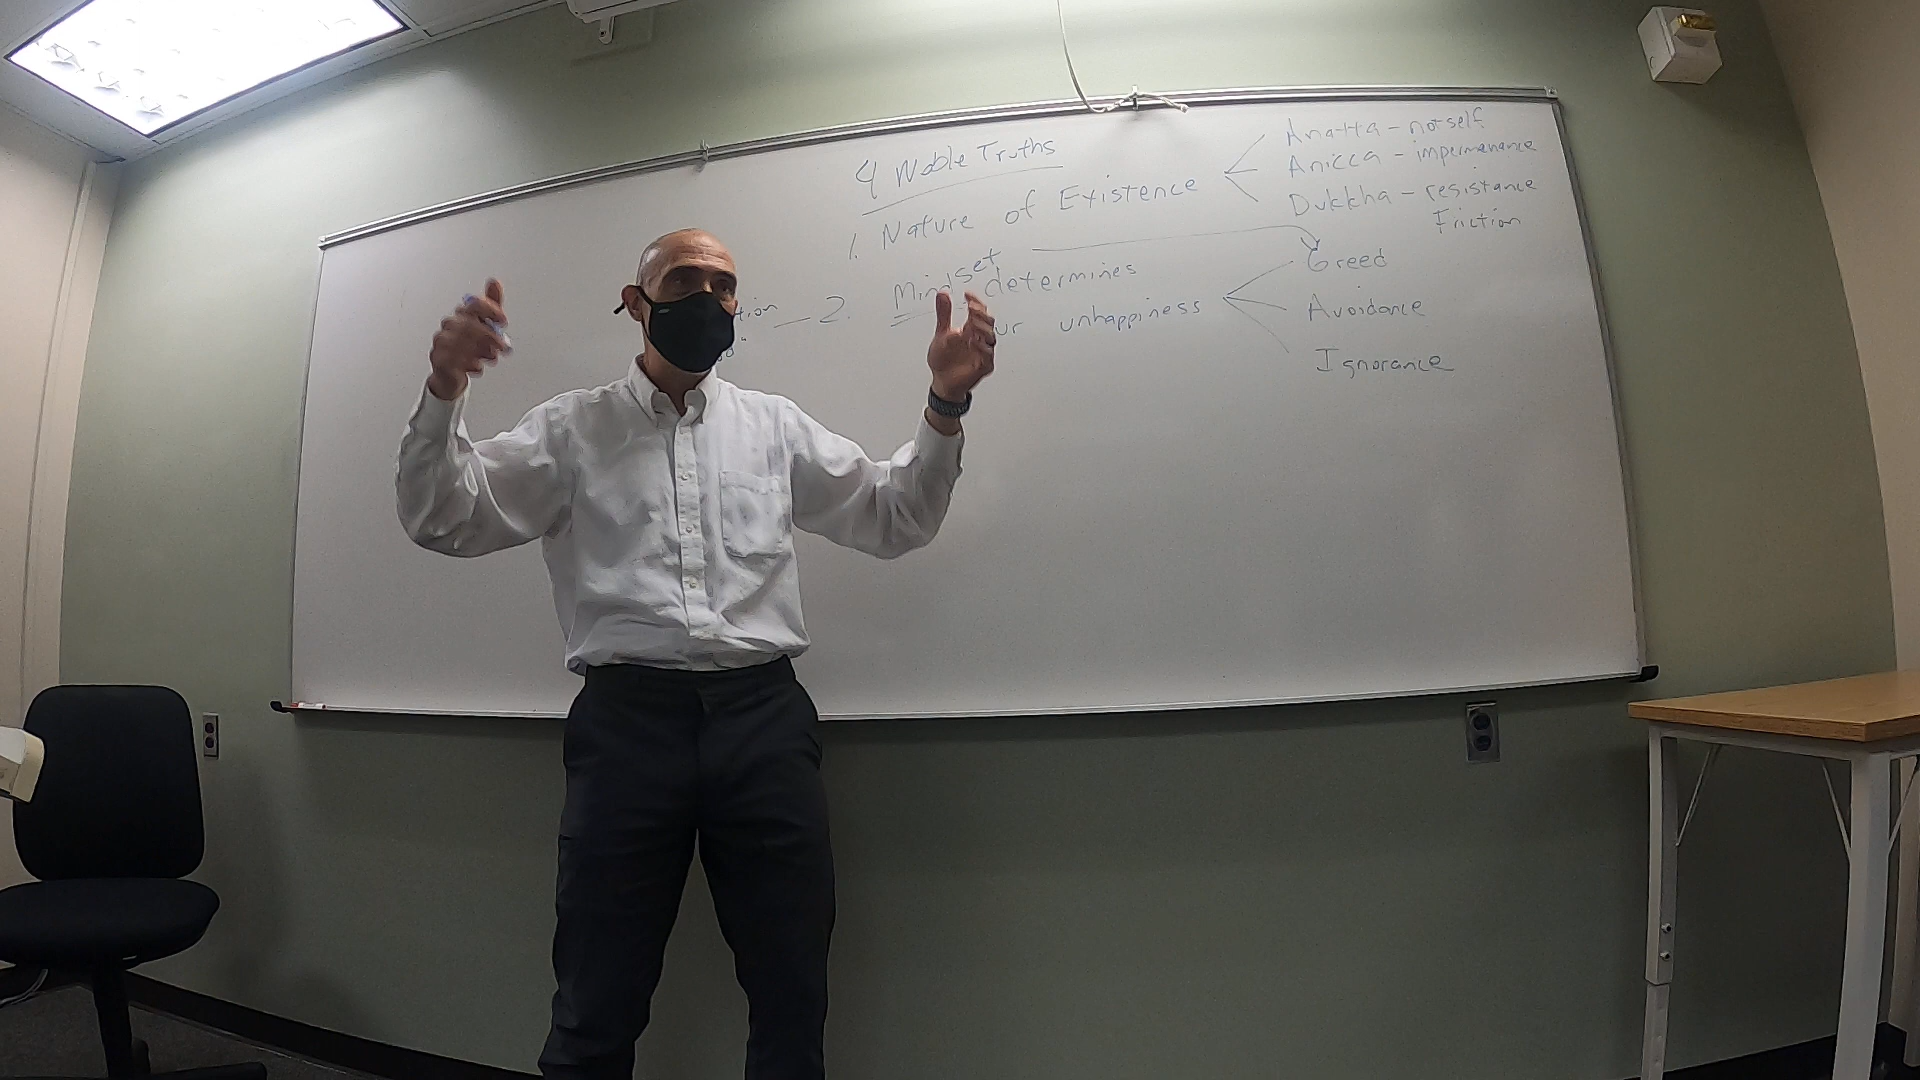 4 Noble Truths
1. Nature of Existence
Anatta - not self
Anicca - impermanence
Dukkha - resistance
Friction
2. Mindset determines
unhappiness
Greed
Avoidance
Ignorance